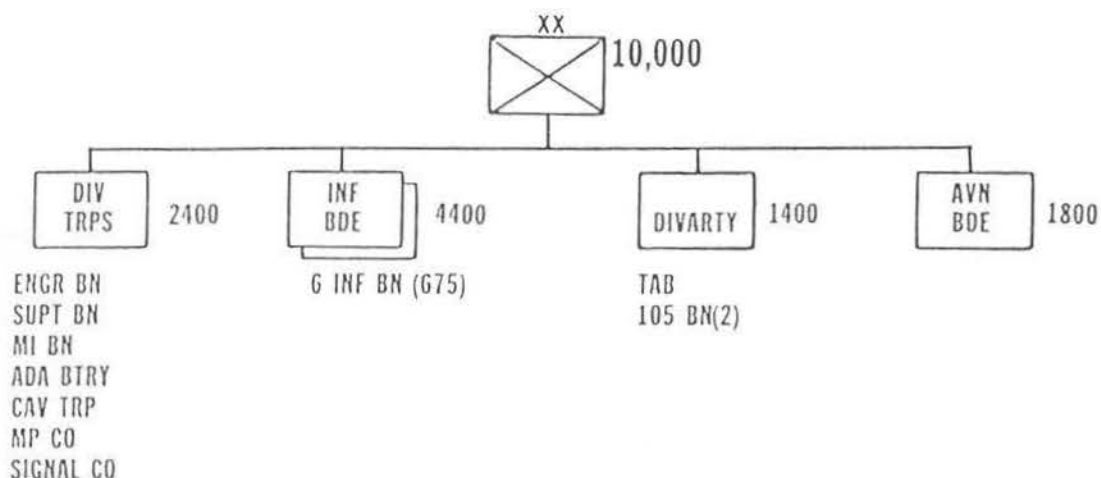 XX
10,000
DIV
TRPS
2400
INF
BDE
4400
DIVARTY
1400
AVN
BDE
1800
ENGR BN
SUPT BN
MI BN
ADA BTRY
CAV TRP
MP CO
SIGNAL CO
6 INF BN (675)
TAB
105 BN(2)